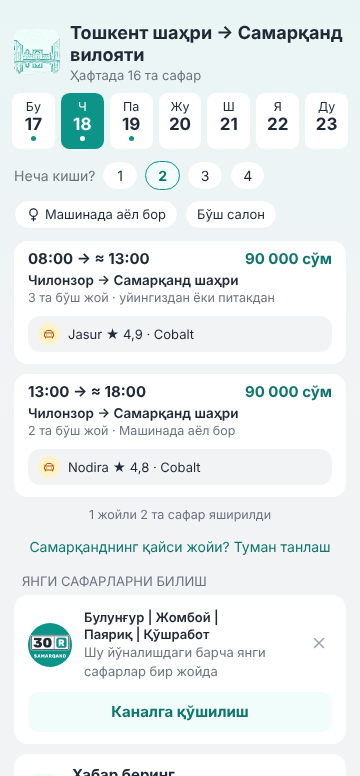 Тошкент шаҳри → Самарқанд
вилояти
Ҳафтада 16 та сафар
Бу Ч Па Жу Ш Я Ду
17 18 19 20 21 22 23
Неча киши? 1 2 3 4
Машинада аёл бор Бўш салон
08:00 → ≈ 13:00 90 000 сўм
Чилонзор → Самарқанд шаҳри
3 та бўш жой · уйингиздан ёки питакдан
Jasur ★ 4,9 · Cobalt
13:00 → ≈ 18:00 90 000 сўм
Чилонзор → Самарқанд шаҳри
2 та бўш жой · Машинада аёл бор
Nodira ★ 4,8 · Cobalt
1 жойли 2 та сафар яширилди
Самарқанднинг қайси жойи? Туман танлаш
ЯНГИ САФАРЛАРНИ БИЛИШ
Булунғур | Жомбой |
Паяриқ | Қўшработ
30 R
SAMARQAND
Шу йўналишдаги барча янги
сафарлар бир жойда
Каналга қўшилиш
Хабар беринг